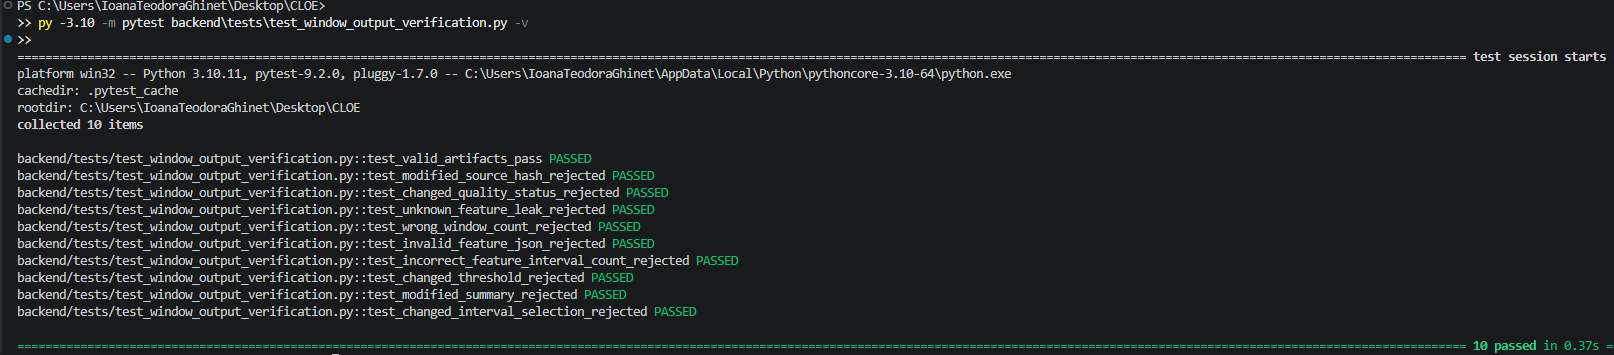 PS C:\Users\IoanaTeodoraGhinet\Desktop\CLOE>
>> py -3.10 -m pytest backend\tests\test_window_output_verification.py -v
>>
================================ test session starts
platform win32 -- Python 3.10.11, pytest-9.2.0, pluggy-1.7.0 -- C:\Users\IoanaTeodoraGhinet\AppData\Local\Python\pythoncore-3.10-64\python.exe
cachedir: .pytest_cache
rootdir: C:\Users\IoanaTeodoraGhinet\Desktop\CLOE
collected 10 items
backend/tests/test_window_output_verification.py::test_valid_artifacts_pass PASSED
backend/tests/test_window_output_verification.py::test_modified_source_hash_rejected PASSED
backend/tests/test_window_output_verification.py::test_changed_quality_status_rejected PASSED
backend/tests/test_window_output_verification.py::test_unknown_feature_leak_rejected PASSED
backend/tests/test_window_output_verification.py::test_wrong_window_count_rejected PASSED
backend/tests/test_window_output_verification.py::test_invalid_feature_json_rejected PASSED
backend/tests/test_window_output_verification.py::test_incorrect_feature_interval_count_rejected PASSED
backend/tests/test_window_output_verification.py::test_changed_threshold_rejected PASSED
backend/tests/test_window_output_verification.py::test_modified_summary_rejected PASSED
backend/tests/test_window_output_verification.py::test_changed_interval_selection_rejected PASSED
================================ 10 passed in 0.37s =